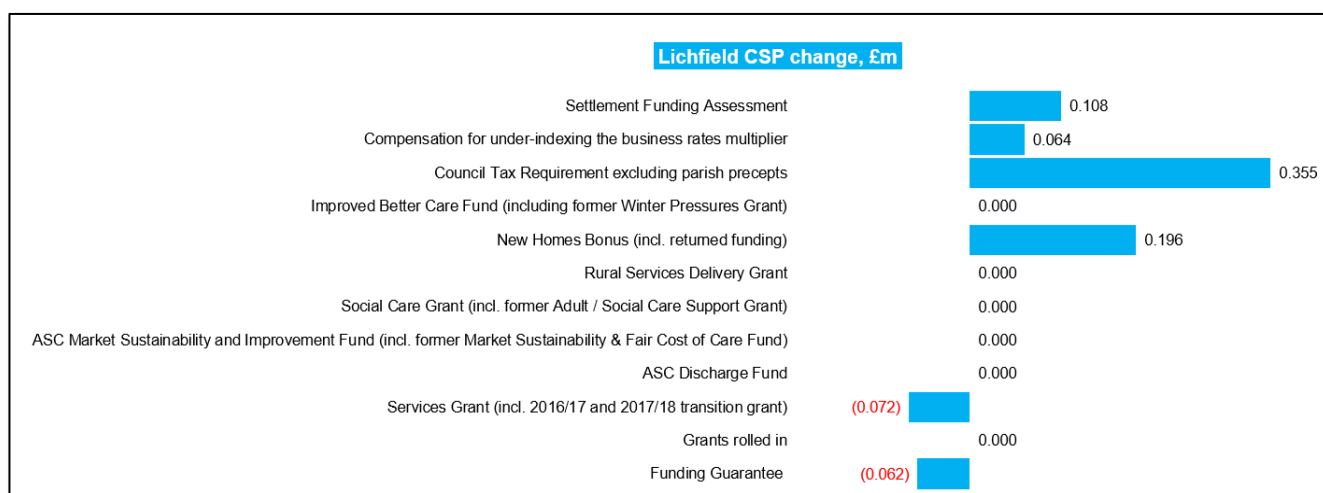 Lichfield CSP change, £m
Settlement Funding Assessment 0.108
Compensation for under-indexing the business rates multiplier 0.064
Council Tax Requirement excluding parish precepts 0.355
Improved Better Care Fund (including former Winter Pressures Grant) 0.000
New Homes Bonus (incl. returned funding) 0.196
Rural Services Delivery Grant 0.000
Social Care Grant (incl. former Adult / Social Care Support Grant) 0.000
ASC Market Sustainability and Improvement Fund (incl. former Market Sustainability & Fair Cost of Care Fund) 0.000
ASC Discharge Fund 0.000
Services Grant (incl. 2016/17 and 2017/18 transition grant) (0.072)
Grants rolled in 0.000
Funding Guarantee (0.062)